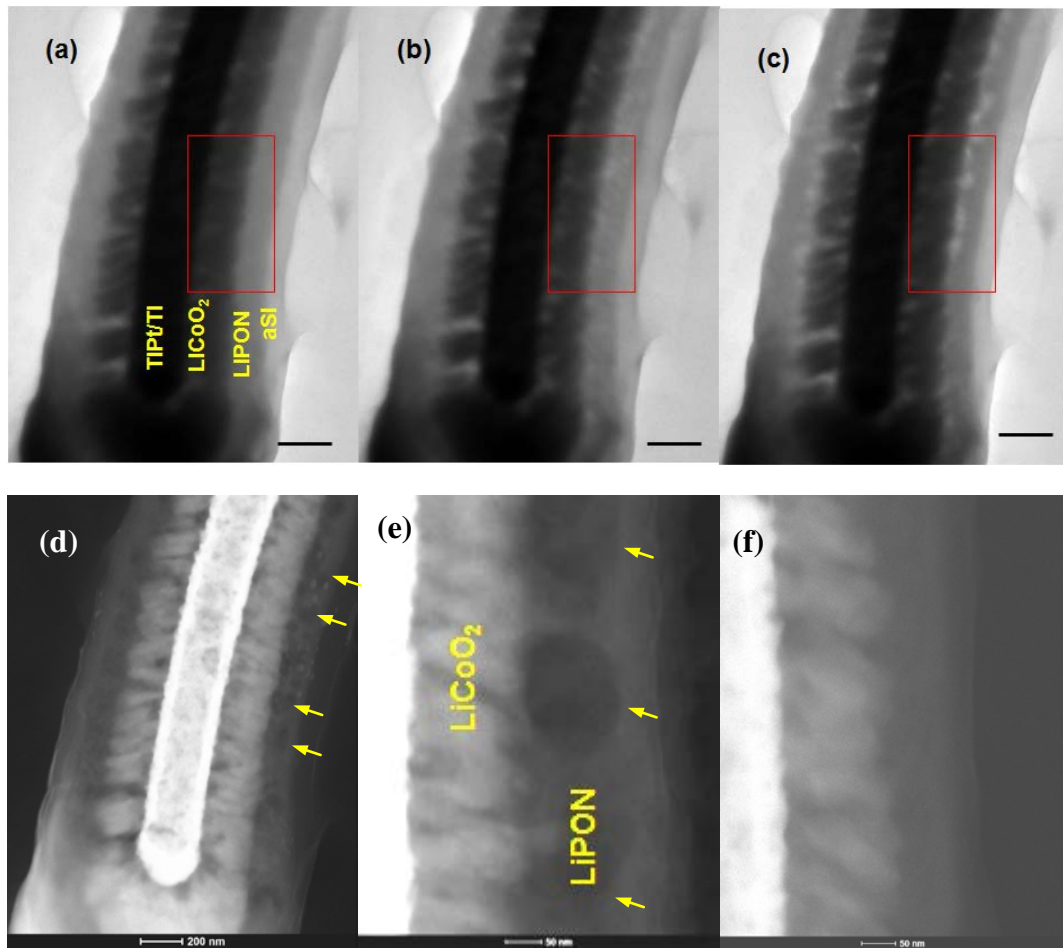 (a)
(b)
(c)
TIPt/TI
LICoO₂
LIPON
aSI
(d)
(e)
(f)
LiCoO₂
LiPON
200 nm
50 nm
50 nm